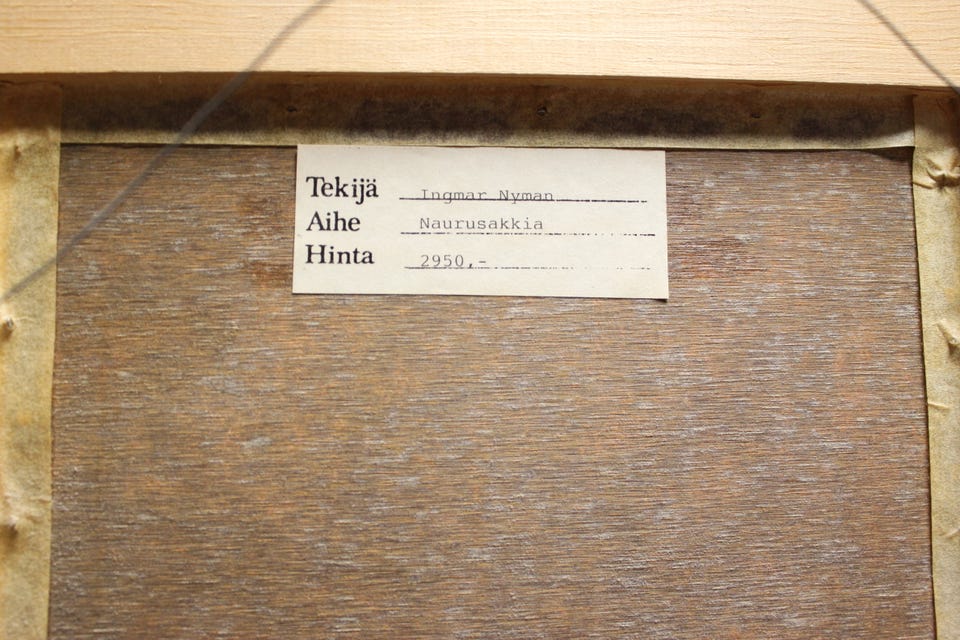 Tekijä Ingmar Nyman
Aihe Naurusakkia
Hinta 2950,-